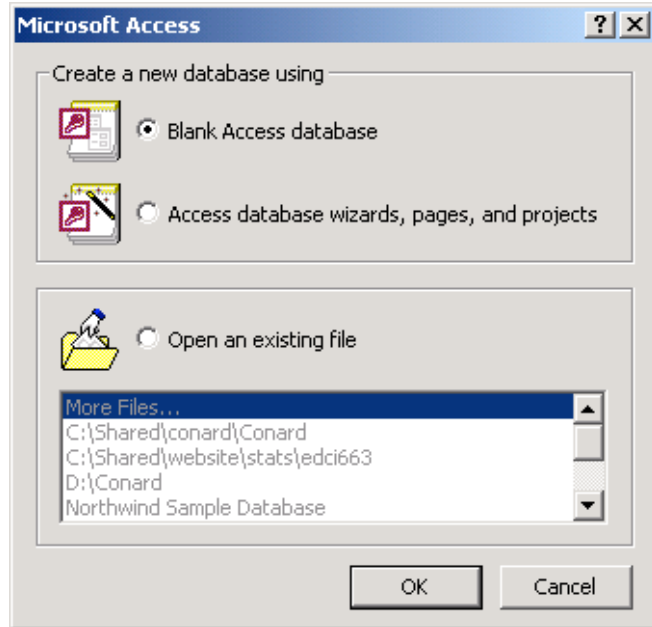 Microsoft Access
Create a new database using
Blank Access database
Access database wizards, pages, and projects
Open an existing file
More Files...
C:\Shared\conard\Conard
C:\Shared\website\stats\edci663
D:\Conard
Northwind Sample Database
OK Cancel